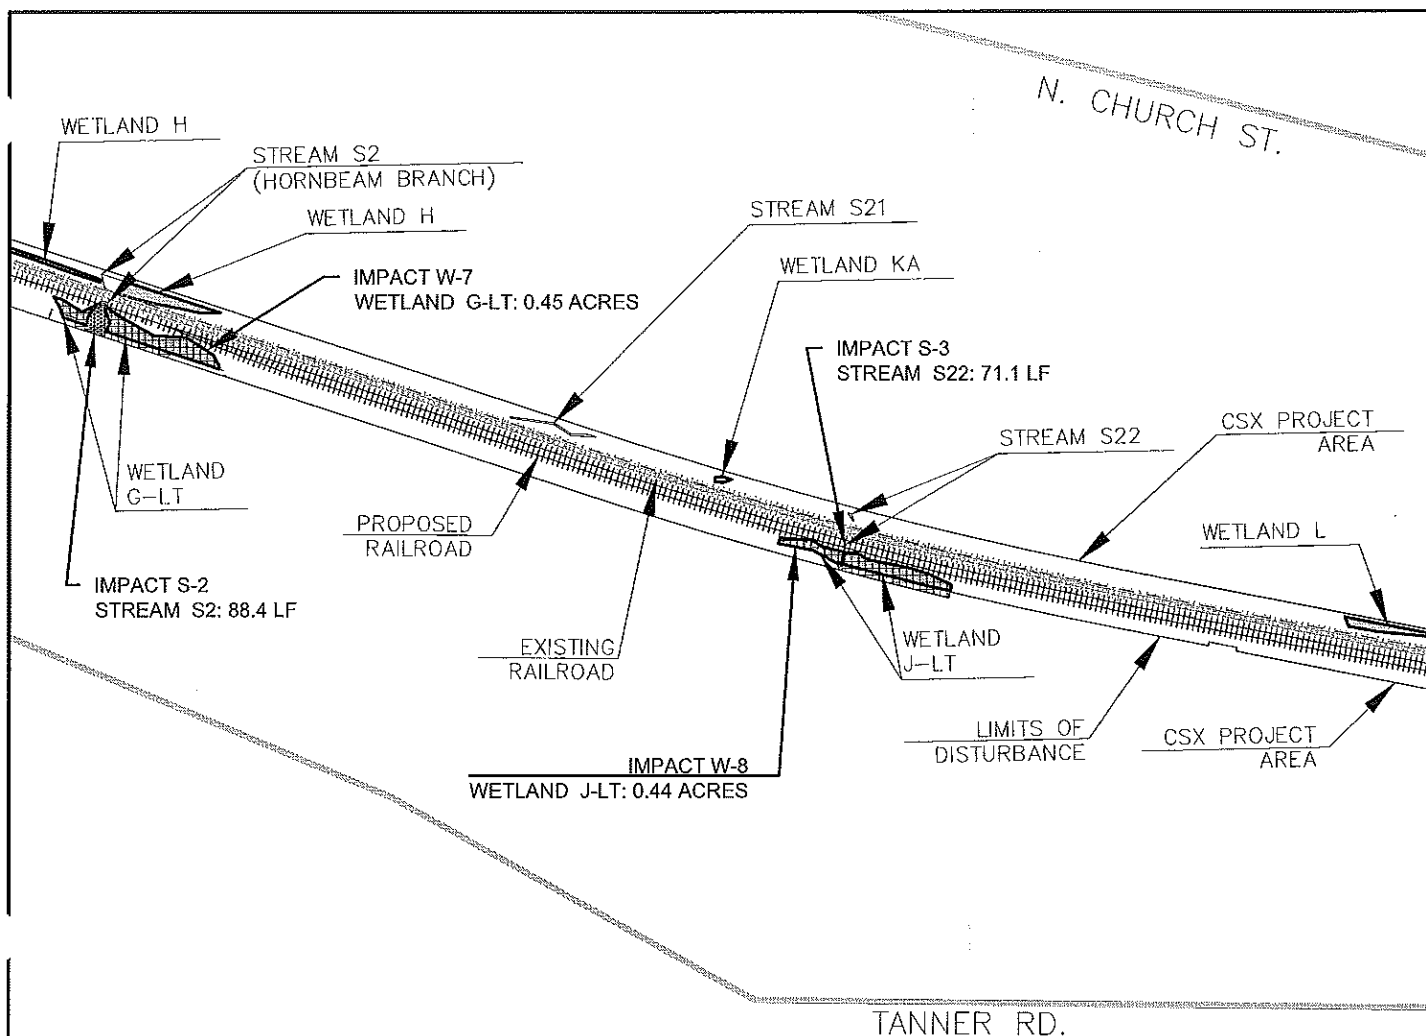 N. CHURCH ST.
WETLAND H
STREAM S2
(HORNBEAM BRANCH)
WETLAND H
STREAM S21
IMPACT W-7
WETLAND G-LT: 0.45 ACRES
WETLAND KA
IMPACT S-3
STREAM S22: 71.1 LF
CSX PROJECT
AREA
STREAM S22
WETLAND
G-LT
PROPOSED
RAILROAD
WETLAND L
IMPACT S-2
STREAM S2: 88.4 LF
EXISTING
RAILROAD
WETLAND
J-LT
LIMITS OF
DISTURBANCE
CSX PROJECT
AREA
IMPACT W-8
WETLAND J-LT: 0.44 ACRES
TANNER RD.